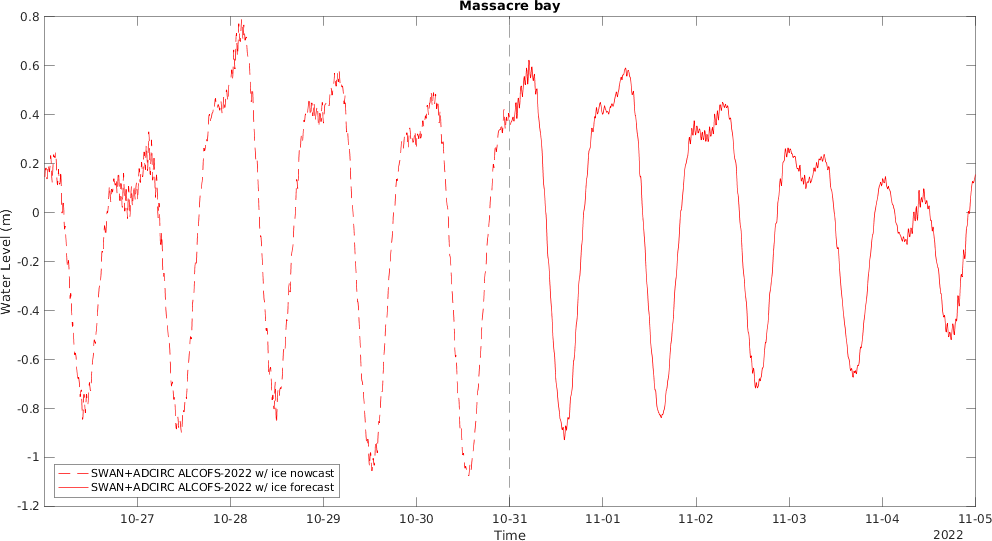 Massacre bay
0.8
0.6
0.4
0.2
0
-0.2
-0.4
-0.6
-0.8
-1
-1.2
Water Level (m)
SWAN+ADCIRC ALCOFS-2022 w/ ice nowcast
SWAN+ADCIRC ALCOFS-2022 w/ ice forecast
10-27 10-28 10-29 10-30 10-31 11-01 11-02 11-03 11-04 11-05
Time
2022